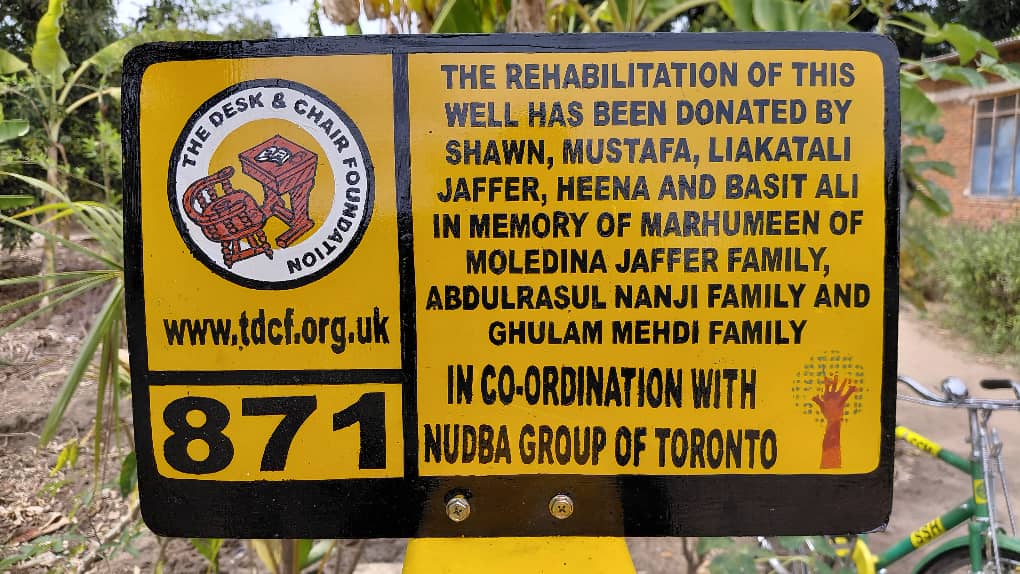 THE DESK & CHAIR FOUNDATION
www.tdcf.org.uk
871
THE REHABILITATION OF THIS
WELL HAS BEEN DONATED BY
SHAWN, MUSTAFA, LIAKATALI
JAFFER, HEENA AND BASIT ALI
IN MEMORY OF MARHUMEEN OF
MOLEDINA JAFFER FAMILY,
ABDULRASUL NANJI FAMILY AND
GHULAM MEHDI FAMILY
IN CO-ORDINATION WITH
NUDBA GROUP OF TORONTO
SSH
SSH